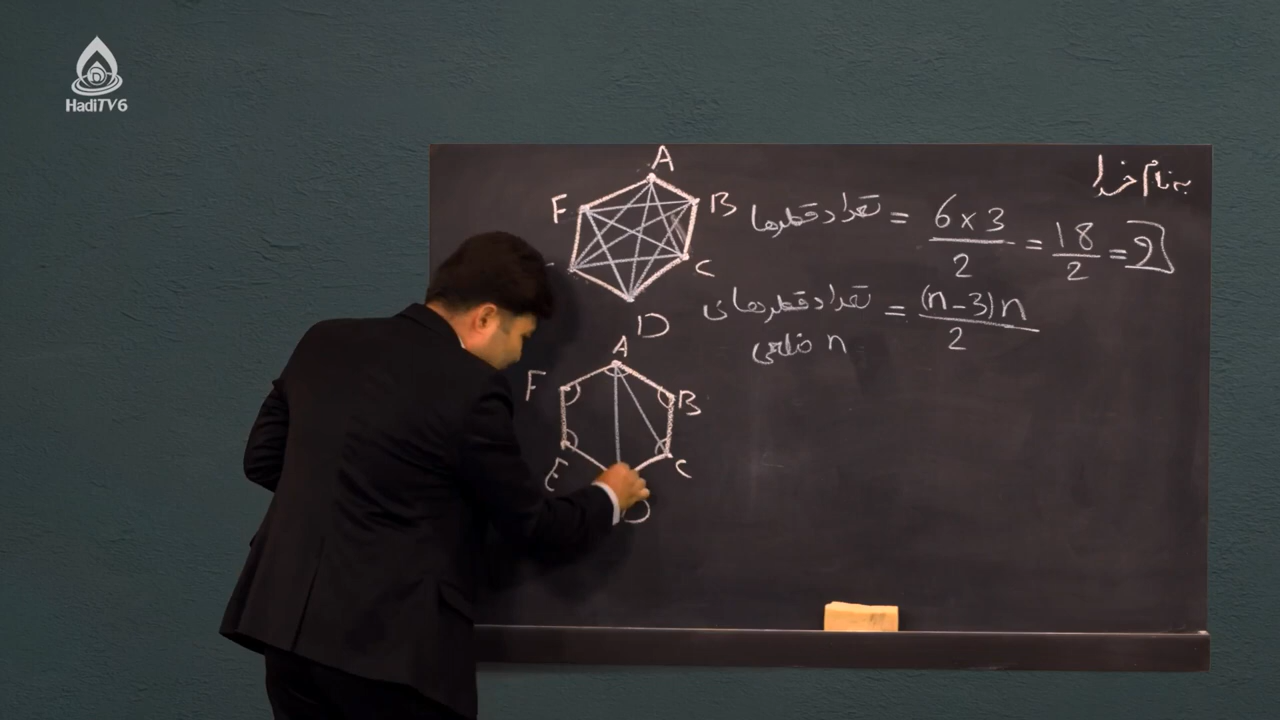 HadiTV6
به نام خدا
A
F
B
C
D
تعداد قطرها = 6×3/2 = 18/2 = 9
تعداد قطرهای n ضلعی = (n-3)n/2
A
F
B
E
C
D